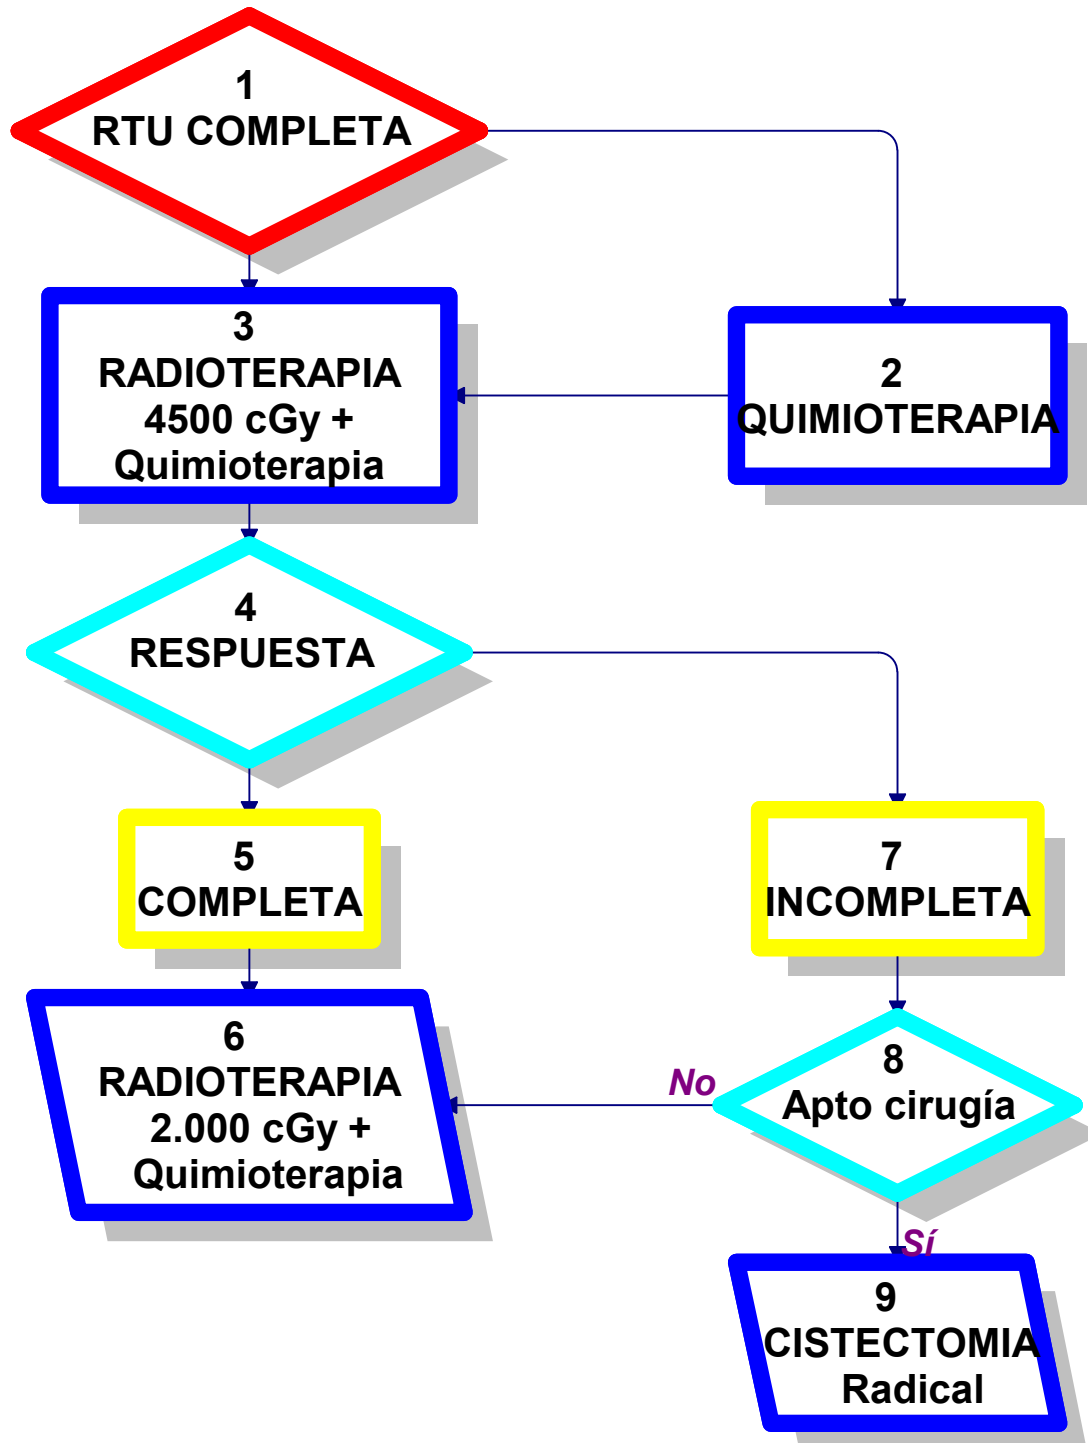 1
RTU COMPLETA
2
QUIMIOTERAPIA
3
RADIOTERAPIA
4500 cGy +
Quimioterapia
4
RESPUESTA
5
COMPLETA
6
RADIOTERAPIA
2.000 cGy +
Quimioterapia
7
INCOMPLETA
8
Apto cirugía
No
Sí
9
CISTECTOMIA
Radical